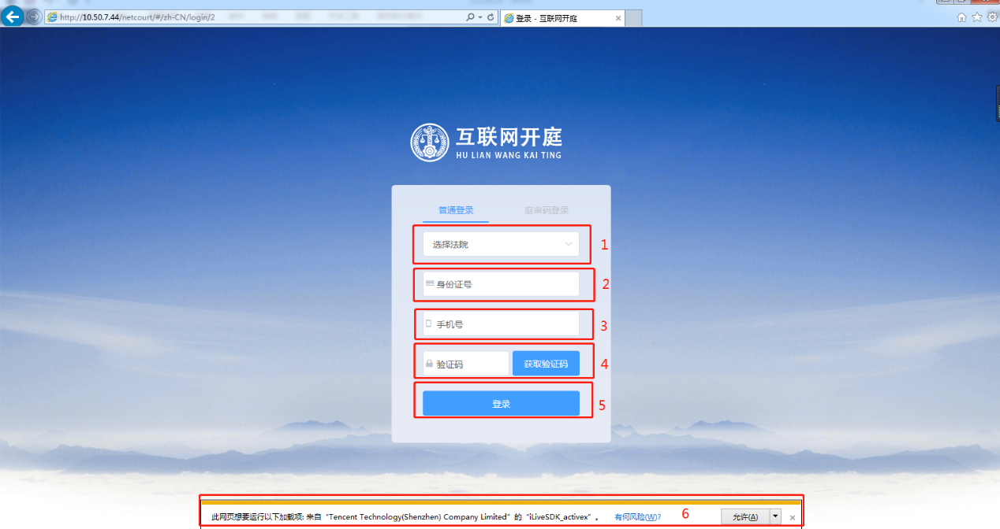 http://10.50.7.44/netcourt/#/zh-CN/login/2
登录 - 互联网开庭
互联网开庭
HU LIAN WANG KAI TING
普通登录
庭审码登录
选择法院
1
身份证号
2
手机号
3
验证码
获取验证码
4
登录
5
此网页想要运行以下加载项: 来自 "Tencent Technology(Shenzhen) Company Limited" 的 "iLiveSDK_activex" 。
有何风险(W)?
6
允许(A)